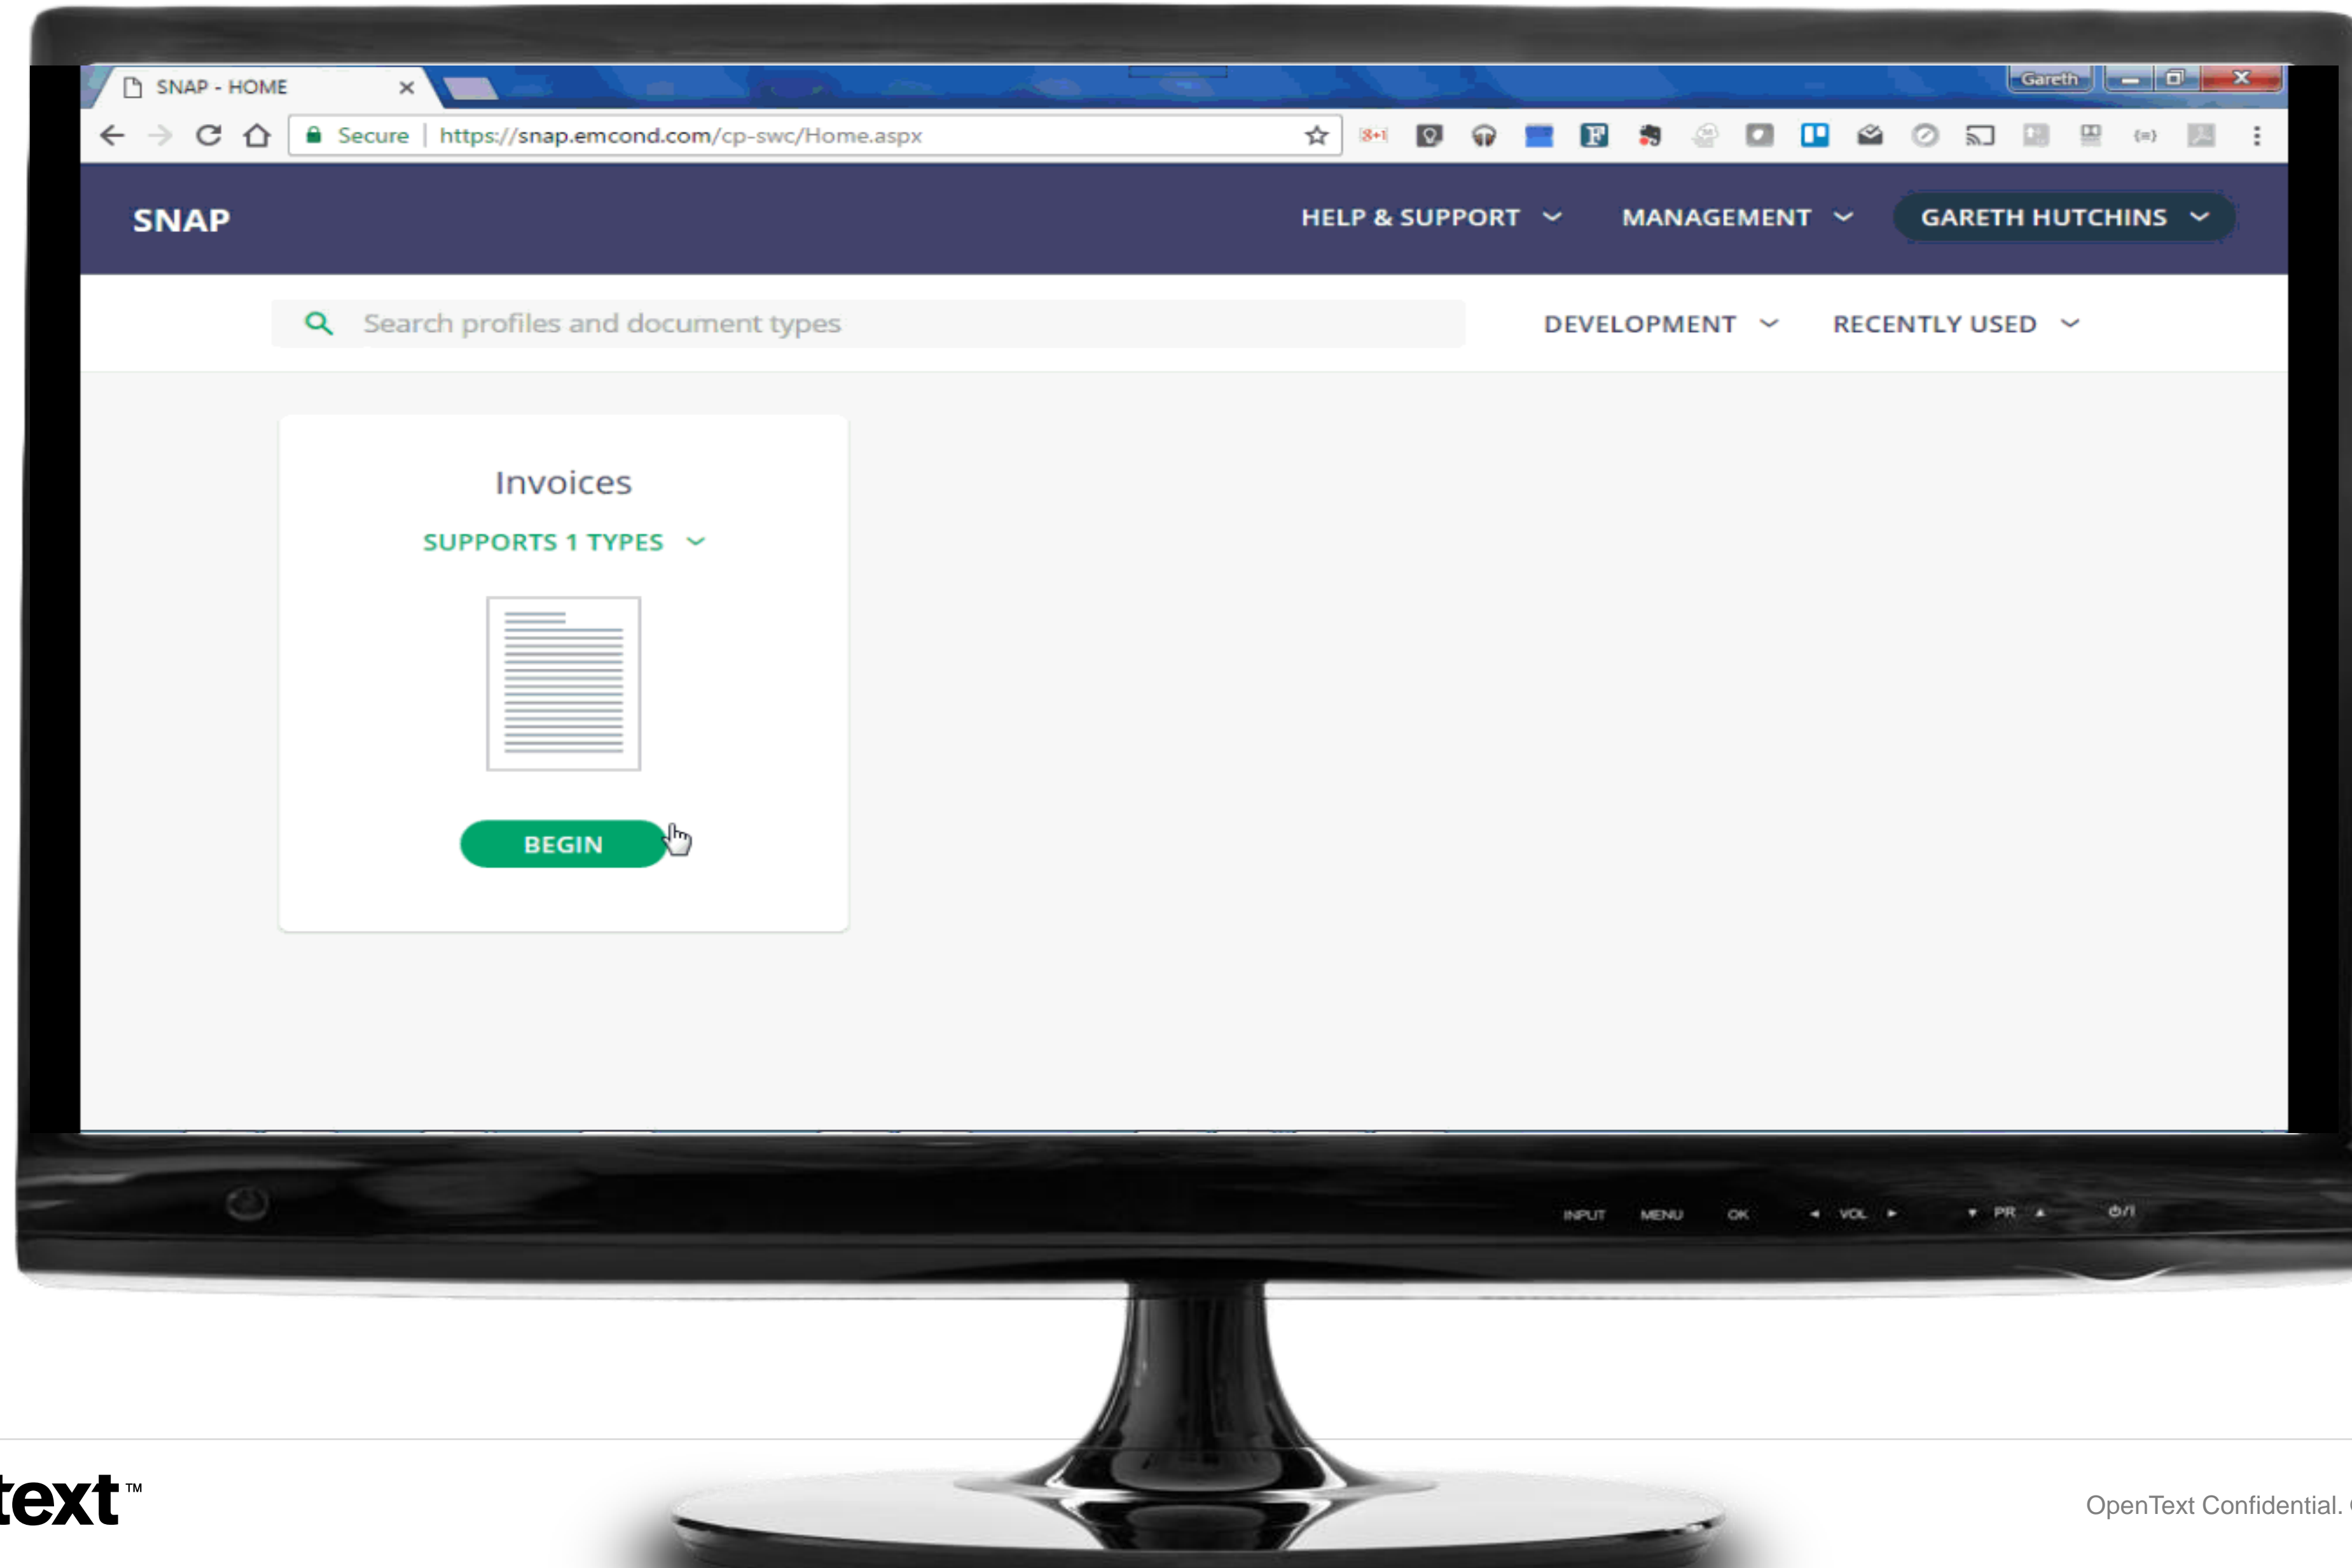 SNAP - HOME
Gareth
Secure | https://snap.emcond.com/cp-swc/Home.aspx
SNAP
HELP & SUPPORT
MANAGEMENT
GARETH HUTCHINS
Search profiles and document types
DEVELOPMENT
RECENTLY USED
Invoices
SUPPORTS 1 TYPES
BEGIN
INPUT MENU OK VOL PR
text™
OpenText Confidential.